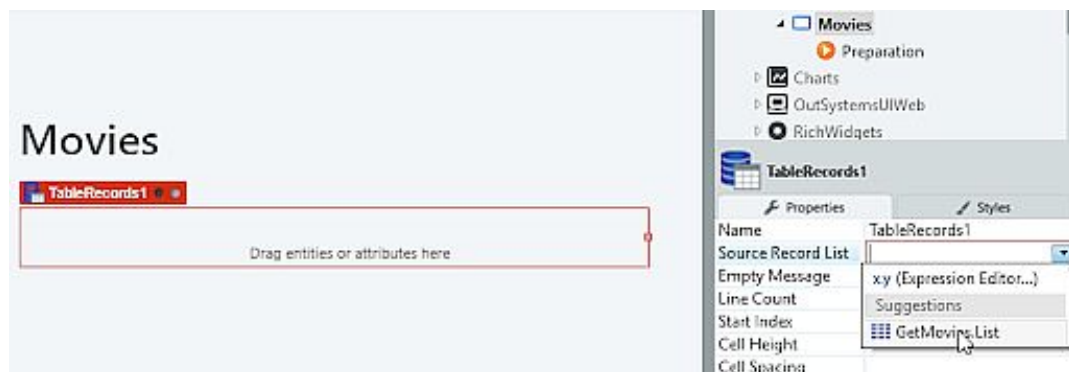 Movies
Preparation
Charts
OutSystemsUIWeb
RichWidgets
Movies
TableRecords1
Drag entities or attributes here
TableRecords1
Properties
Styles
Name TableRecords1
Source Record List
Empty Message
Line Count
Start Index
Cell Height
Cell Spacing
x.y (Expression Editor...)
Suggestions
GetMovies.List